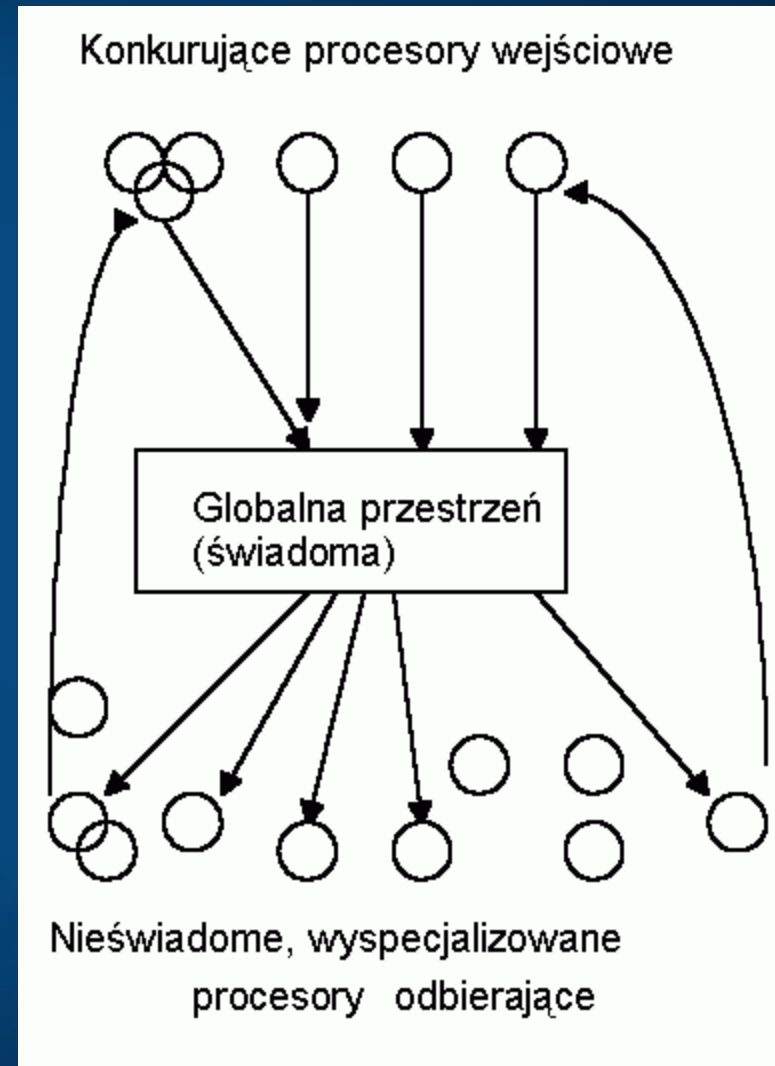 Konkurujące procesory wejściowe
Globalna przestrzeń
(świadoma)
Nieświadome, wyspecjalizowane
procesory odbierające